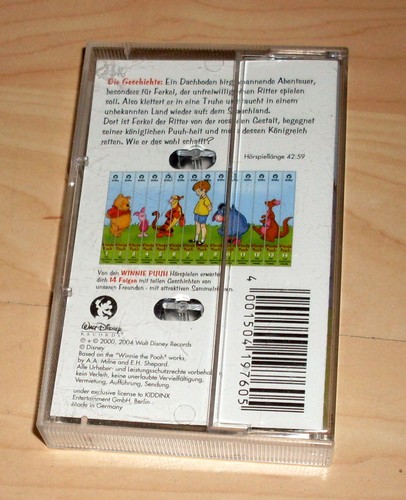 Die Geschichte: Ein Dachboden birgt spannende Abenteuer,
besonders für Ferkel, der unfreiwillig einen Ritter spielen
soll. Also klettert er in eine Truhe und taucht in einem
unbekannten Land wieder auf: dem
Dort ist Ferkel der Ritter von der rosa Gestalt, begegnet
seiner königlichen Puuh-heit und muss dessen Königreich
retten. Wie er das wohl schafft?
Hörspiellänge 42:59
Von den WINNIE PUUH Hörspielen erwarten
dich 14 Folgen mit tollen Geschichten von
unseren Freunden - mit attraktiven Sammelrücken.
WALT DISNEY
RECORDS
℗ + © 2000, 2004 Walt Disney Records
© Disney
Based on the "Winnie the Pooh" works,
by A.A. Milne and E.H. Shepard.
Alle Urheber- und Leistungsschutzrechte vorbehalten,
kein Verleih, keine unerlaubte Vervielfältigung,
Vermietung, Aufführung, Sendung.
under exclusive license to KIDDINX
Entertainment GmbH, Berlin
Made in Germany
4 001504 197605